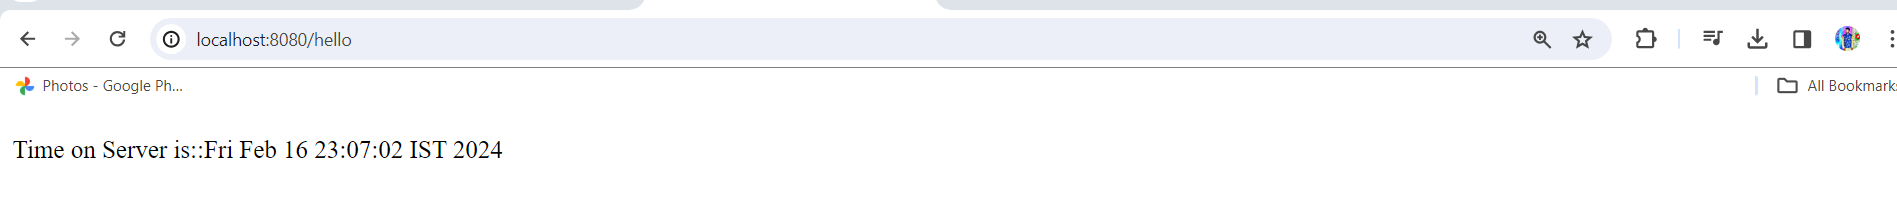 localhost:8080/hello
Photos - Google Ph...
All Bookmarks
Time on Server is::Fri Feb 16 23:07:02 IST 2024